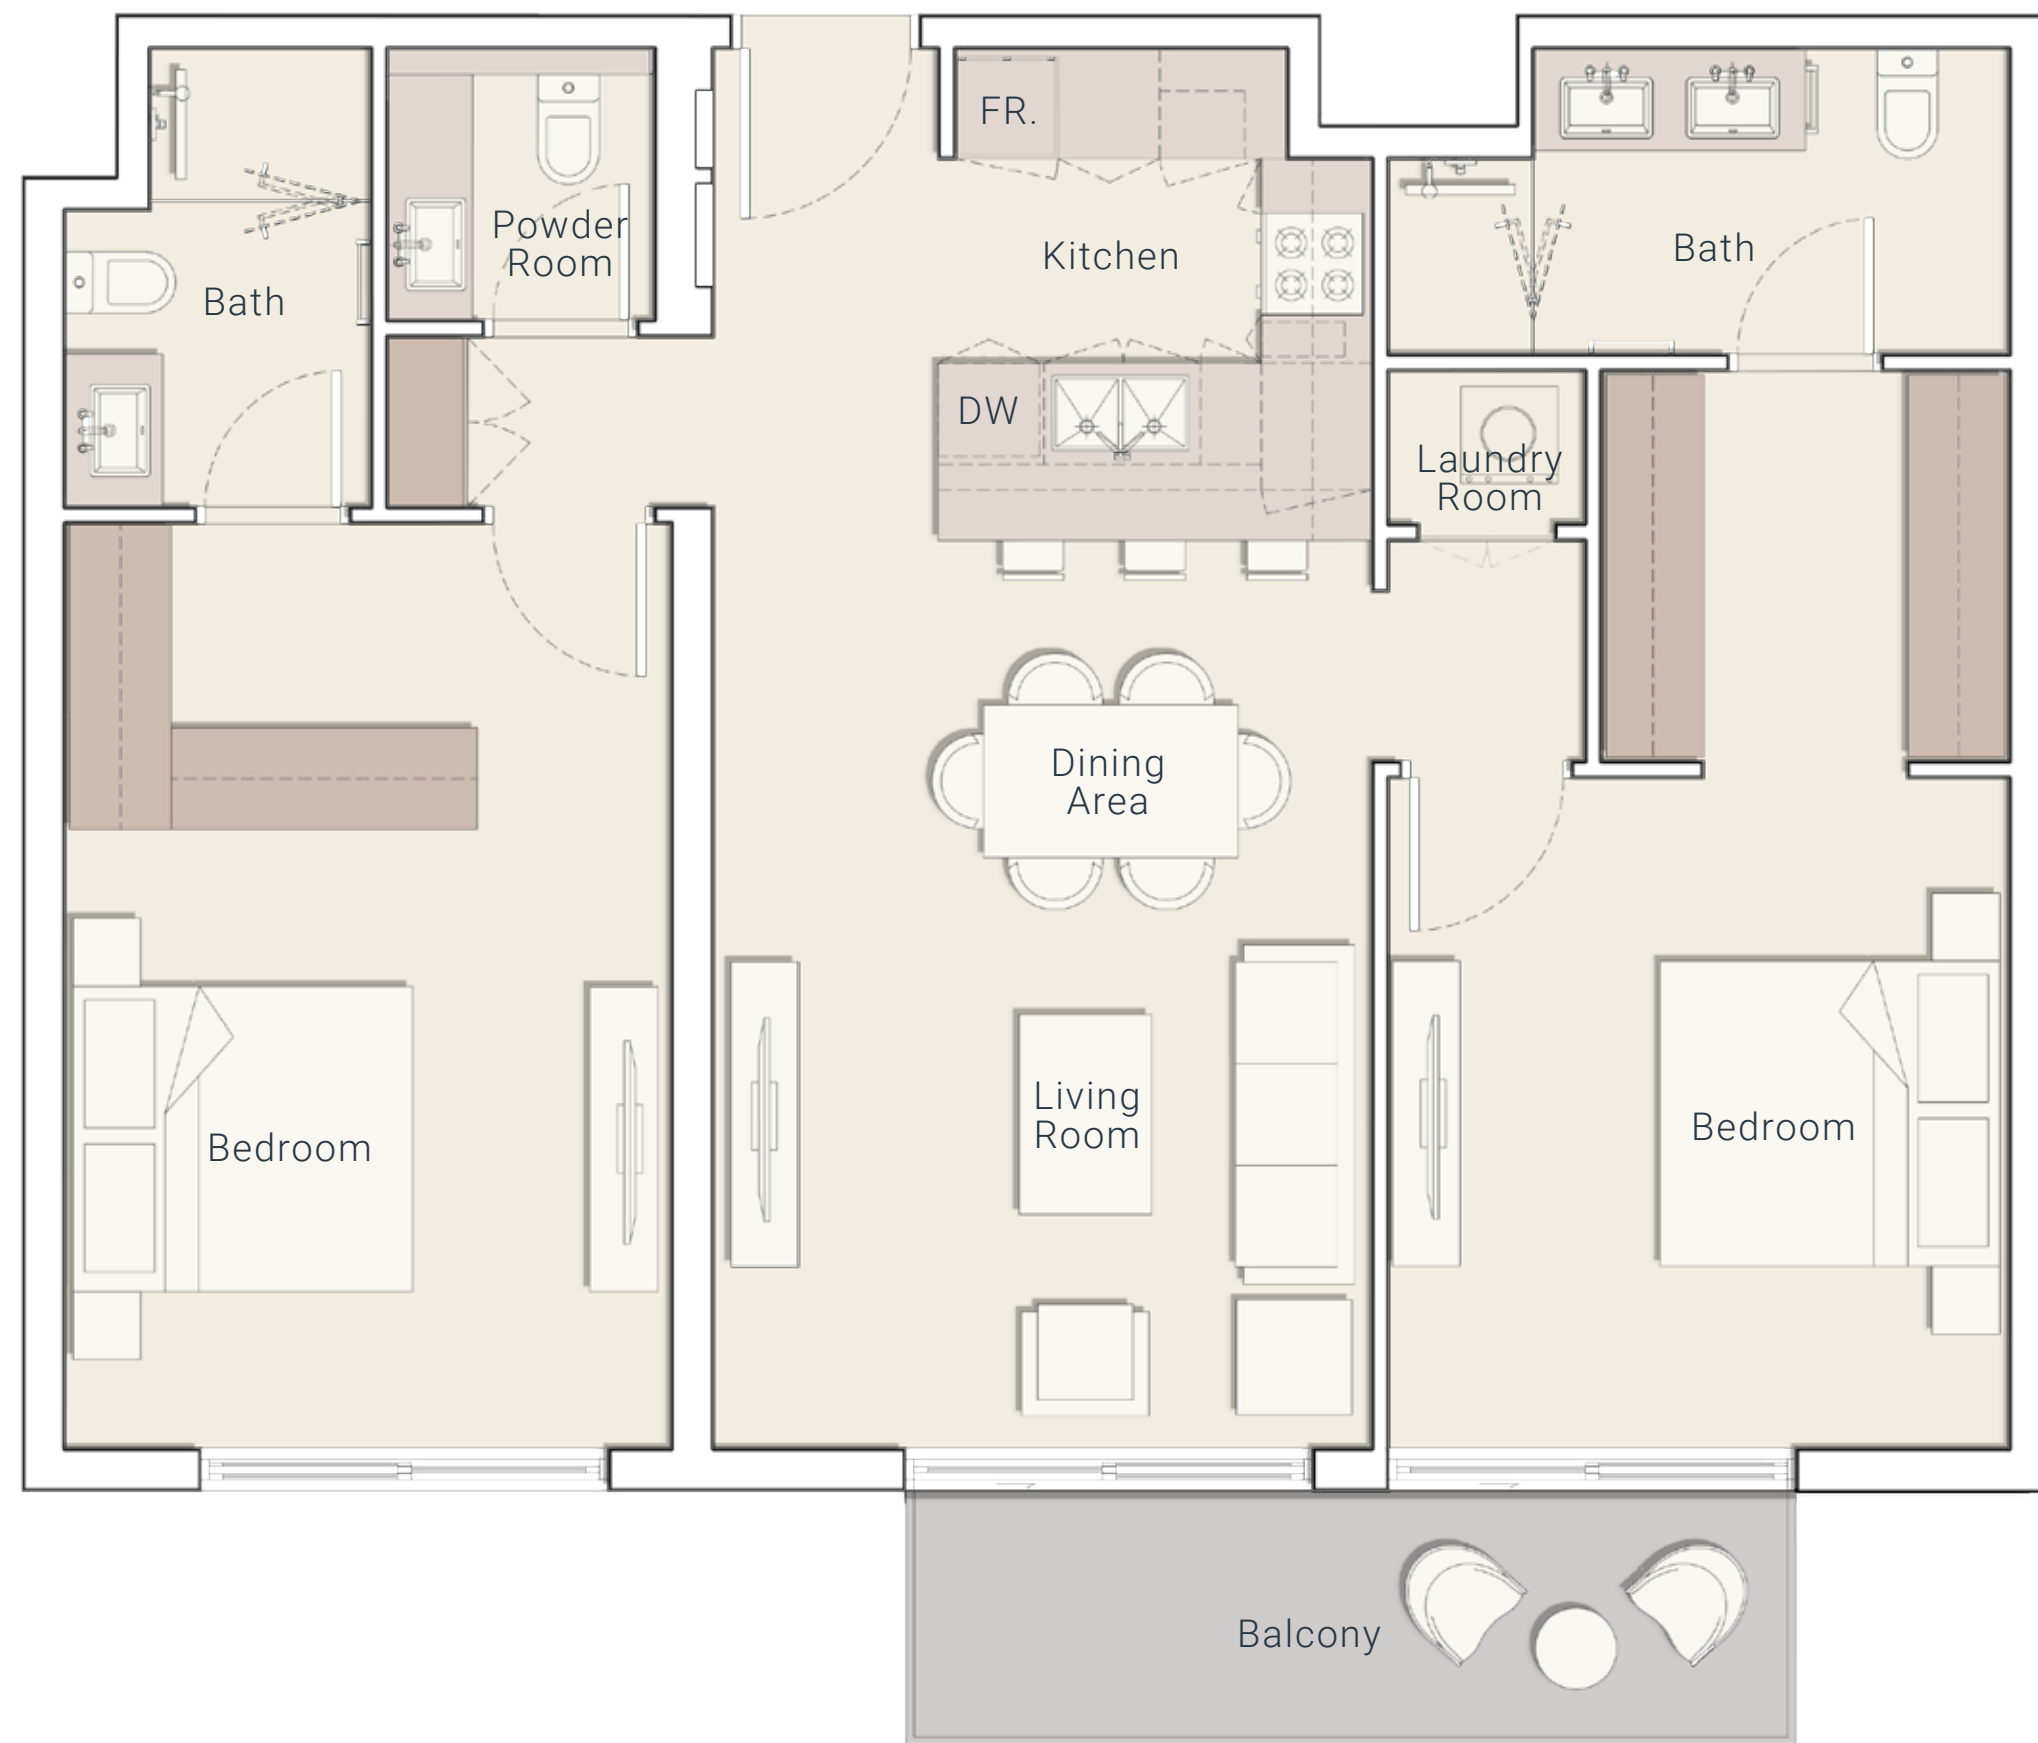 FR.
Powder
Room
Kitchen
Bath
Bath
DW
Laundry
Room
Dining
Area
Living
Room
Bedroom
Bedroom
Balcony